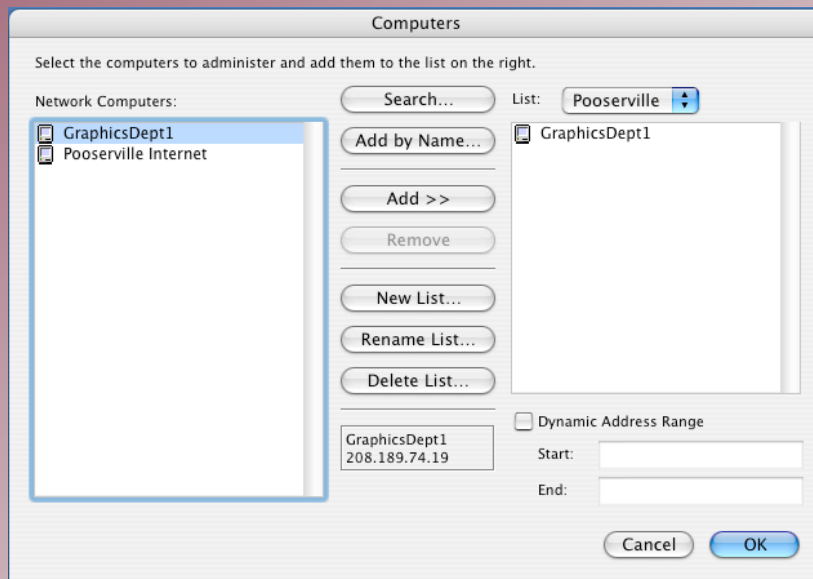 Computers
Select the computers to administer and add them to the list on the right.
Network Computers:
GraphicsDept1
Pooserville Internet
Search...
Add by Name...
Add >>
Remove
New List...
Rename List...
Delete List...
GraphicsDept1
208.189.74.19
List: Pooserville
GraphicsDept1
Dynamic Address Range
Start:
End:
Cancel OK